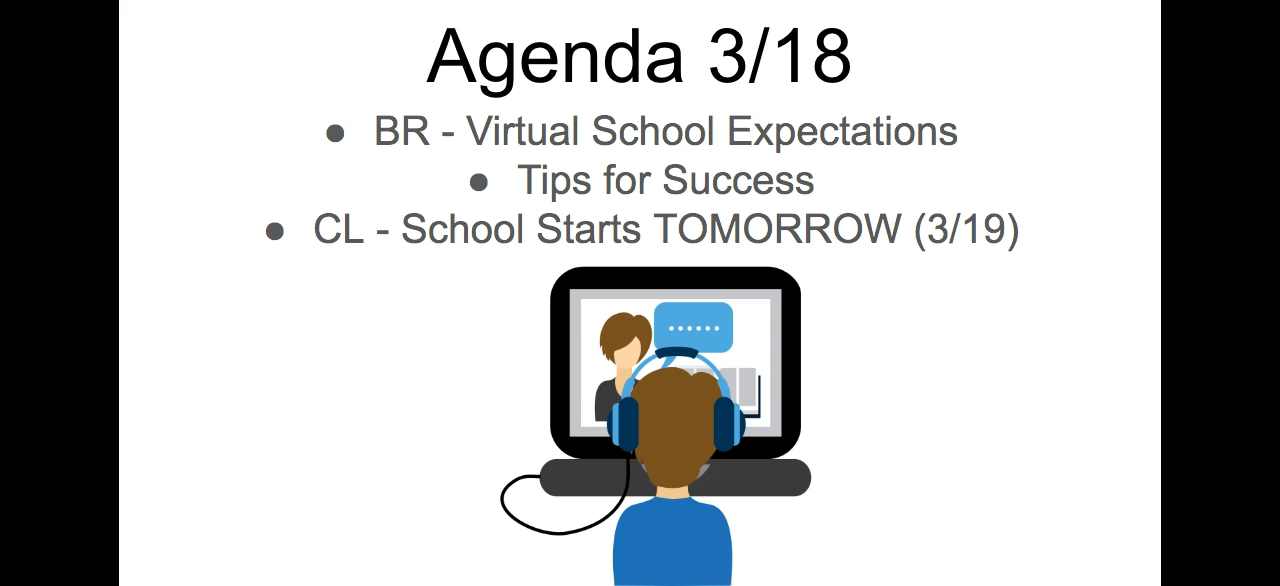 Agenda 3/18
● BR - Virtual School Expectations
● Tips for Success
● CL - School Starts TOMORROW (3/19)